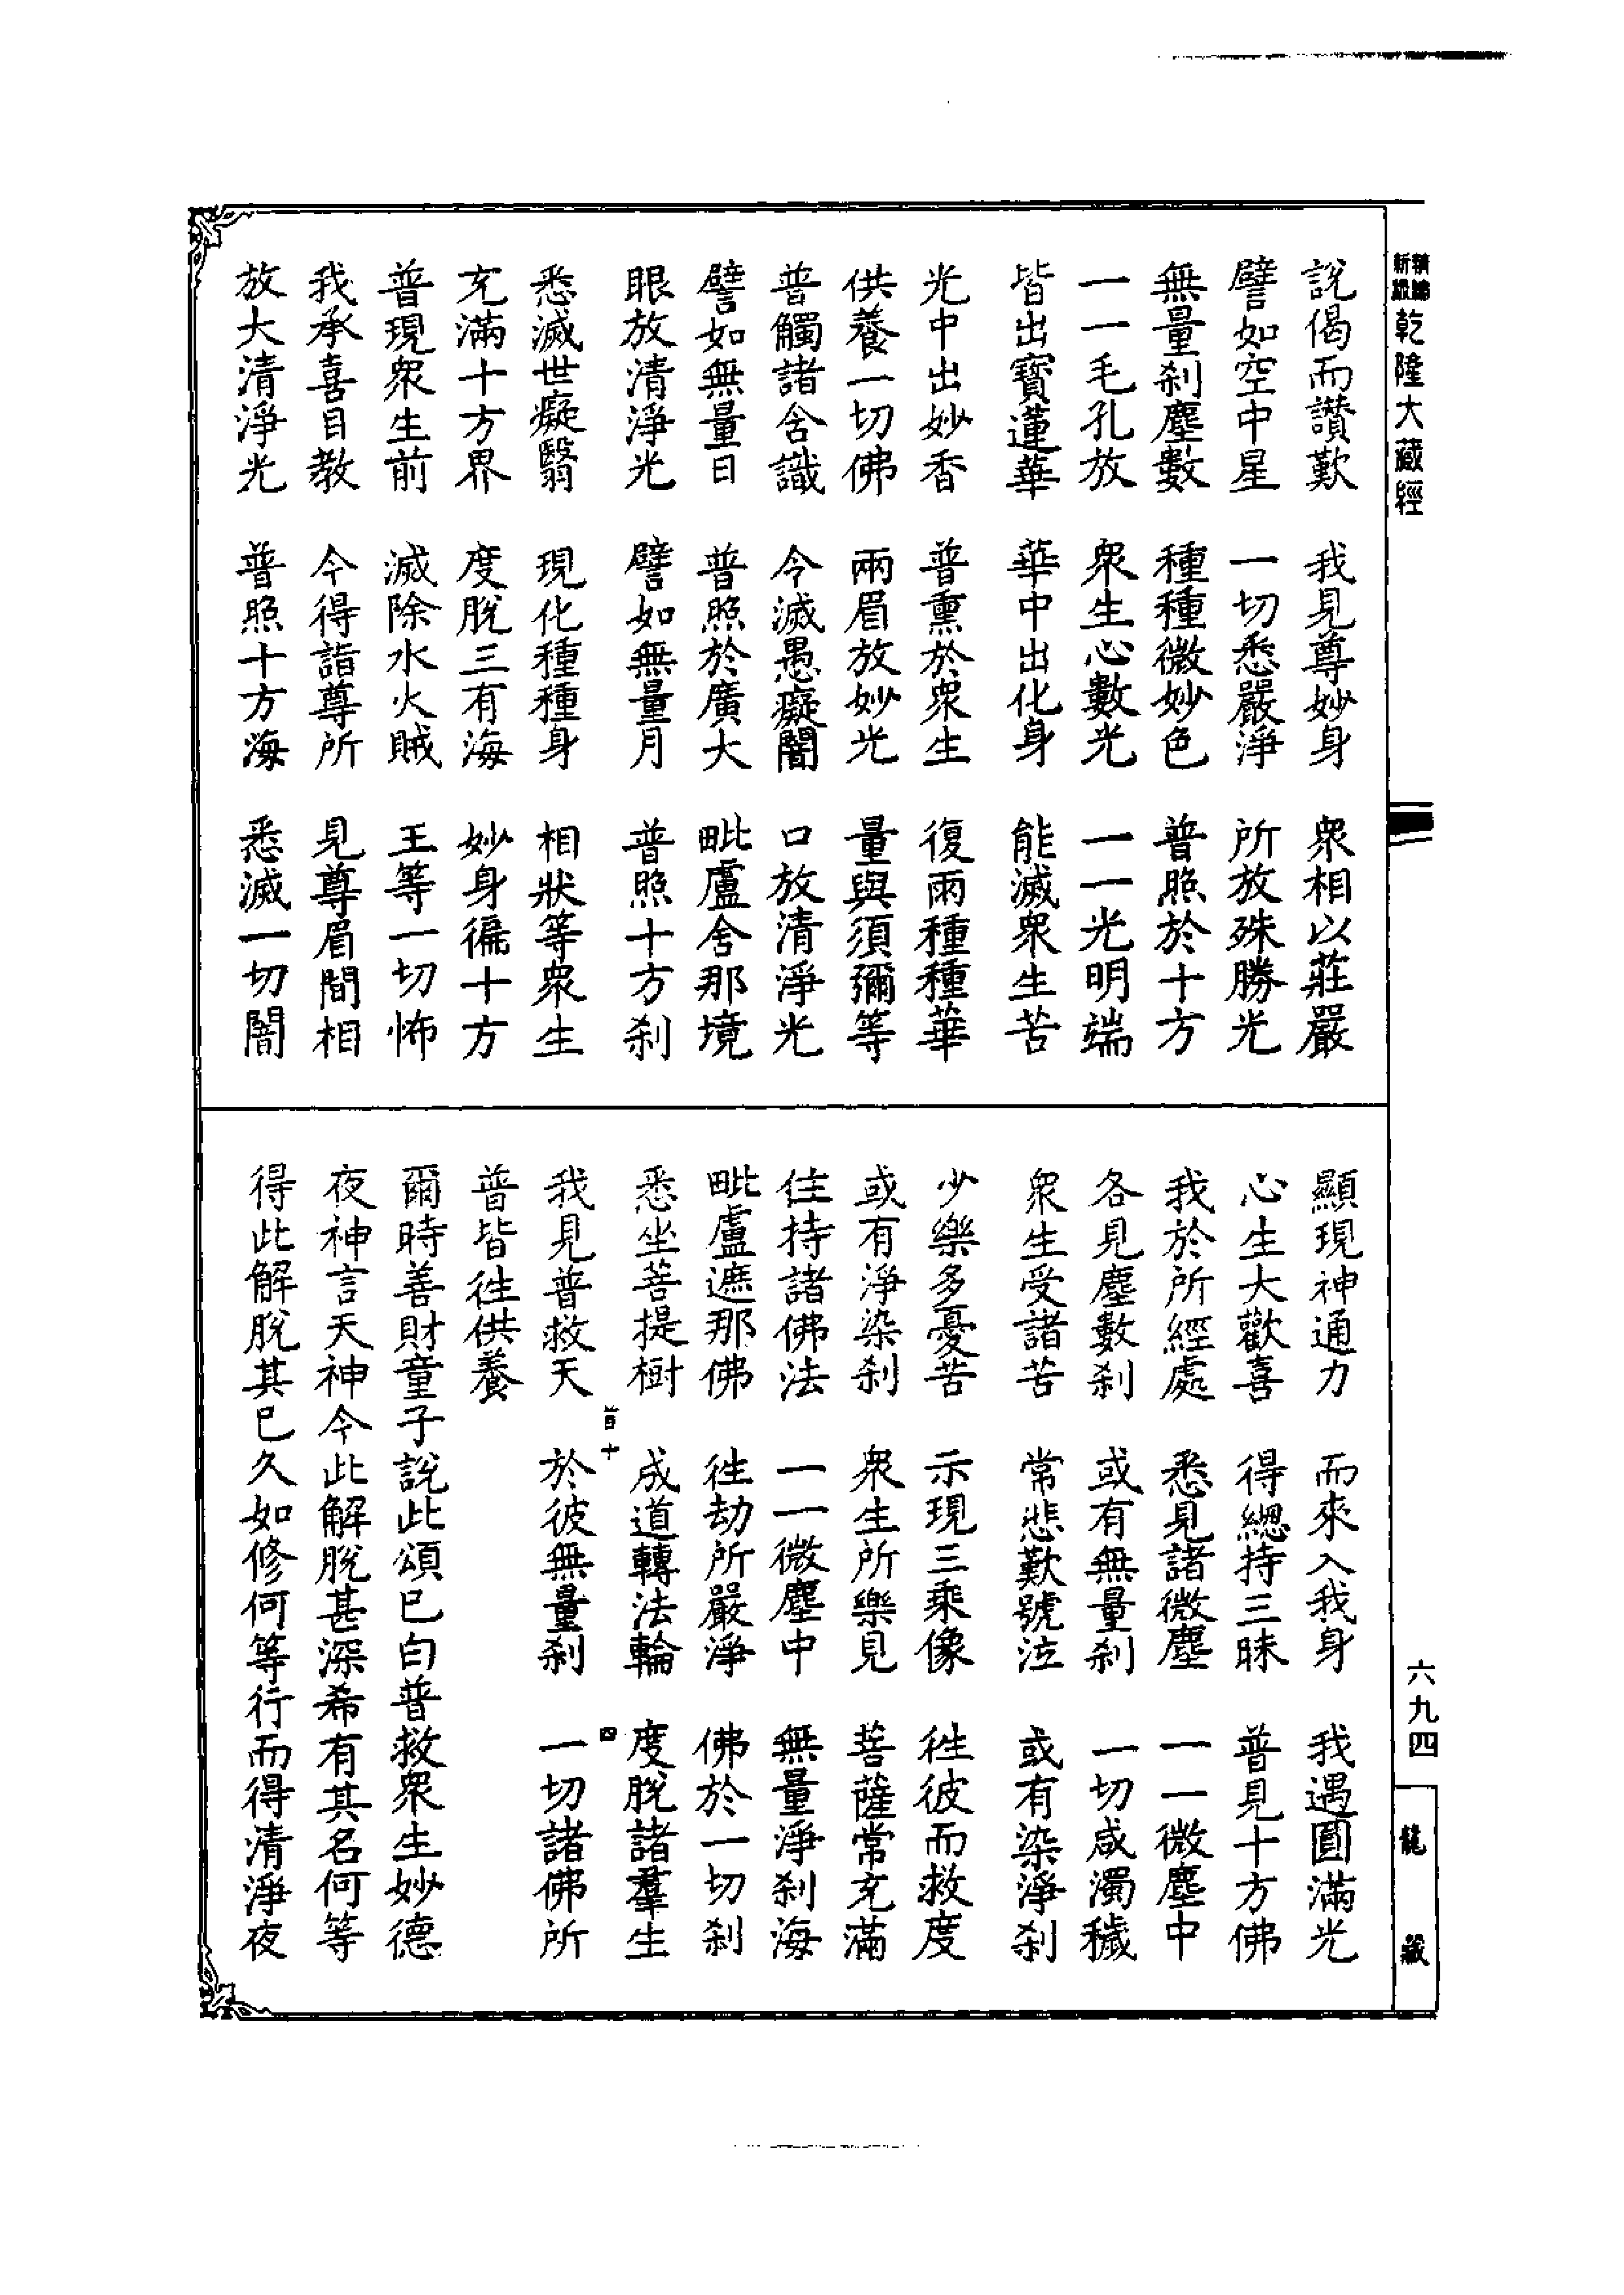 乾隆大藏經
說偈而讚歎　我見尊妙身　衆相以莊嚴
譬如空中星　一切悉嚴淨　所放殊勝光
無量刹塵數　種種微妙色　普照於十方
一一毛孔放　衆生心數光　一一光明端
皆出寶蓮華　華中出化身　能滅衆生苦
光中出妙香　普熏於衆生　復雨種種華
供養一切佛　兩眉放妙光　量與須彌等
普觸諸含識　令滅愚癡闇　口放清淨光
譬如無量日　普照於廣大　毗盧舍那境
眼放清淨光　譬如無量月　普照十方刹
悉滅世癡翳　現化種種身　相狀等衆生
充滿十方界　度脫三有海　妙身徧十方
普現衆生前　滅除水火賊　王等一切怖
我承喜目教　今得詣尊所　見尊眉間相
放大清淨光　普照十方海　悉滅一切闇
顯現神通力　而來入我身　我遇圓滿光
心生大歡喜　得總持三昧　普見十方佛
我於所經處　悉見諸微塵　一一微塵中
各見塵數刹　或有無量刹　一切咸濁穢
衆生受諸苦　常悲歎號泣　或有染淨刹
少樂多憂苦　示現三乘像　往彼而救度
或有淨染刹　衆生所樂見　菩薩常充滿
住持諸佛法　一一微塵中　無量淨刹海
毗盧遮那佛　往劫所嚴淨　佛於一切刹
悉坐菩提樹　成道轉法輪　度脫諸羣生
十　四
我見普救天　於彼無量刹　一切諸佛所
普皆往供養
爾時善財童子說此頌已白普救衆生妙德
夜神言天神今此解脫甚深希有其名何等
得此解脫其已久如修何等行而得清淨夜
六九四
龍藏